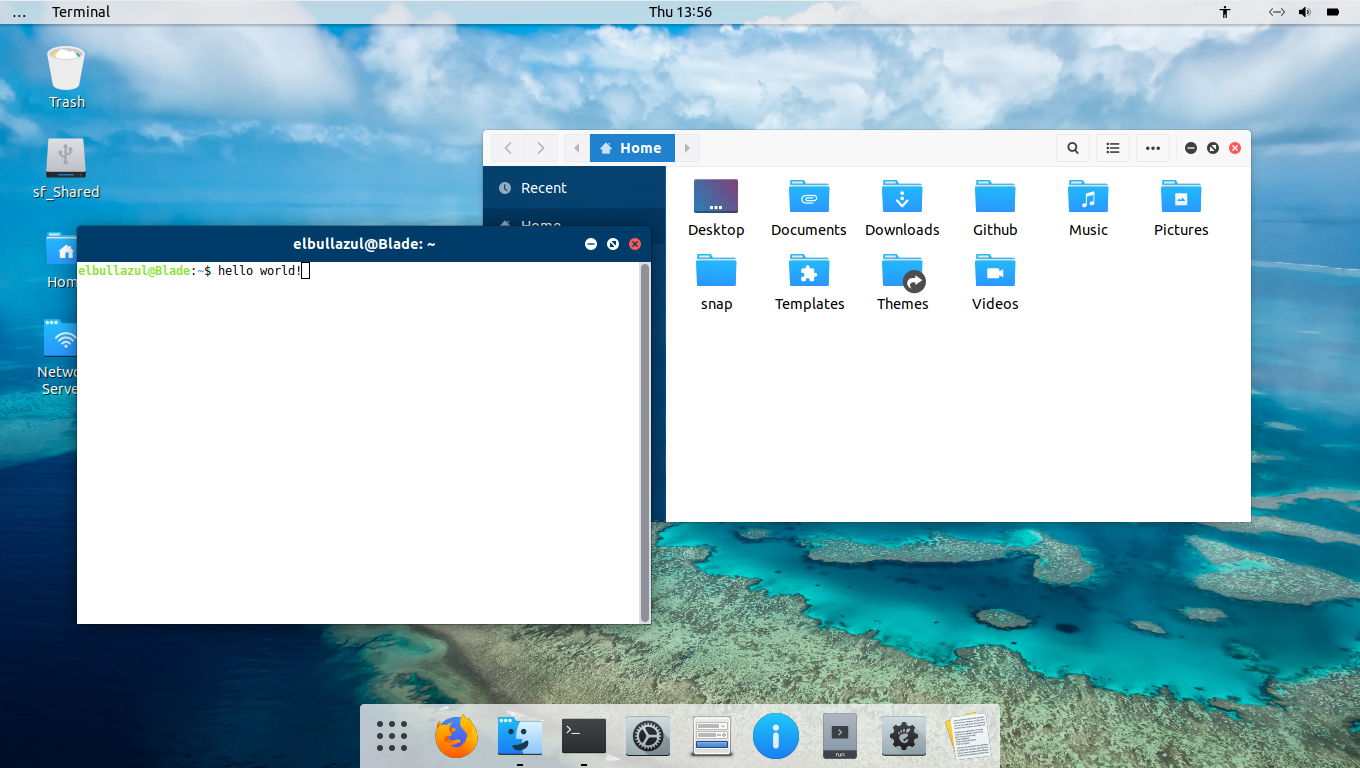 ... Terminal Thu 13:56
Trash
sf_Shared
Home
Recent
Home
Desktop Documents Downloads Github Music Pictures
snap Templates Themes Videos
elbullazul@Blade: ~
elbullazul@Blade:~$ hello world!
Hom
Netwo
Serve
>_
run